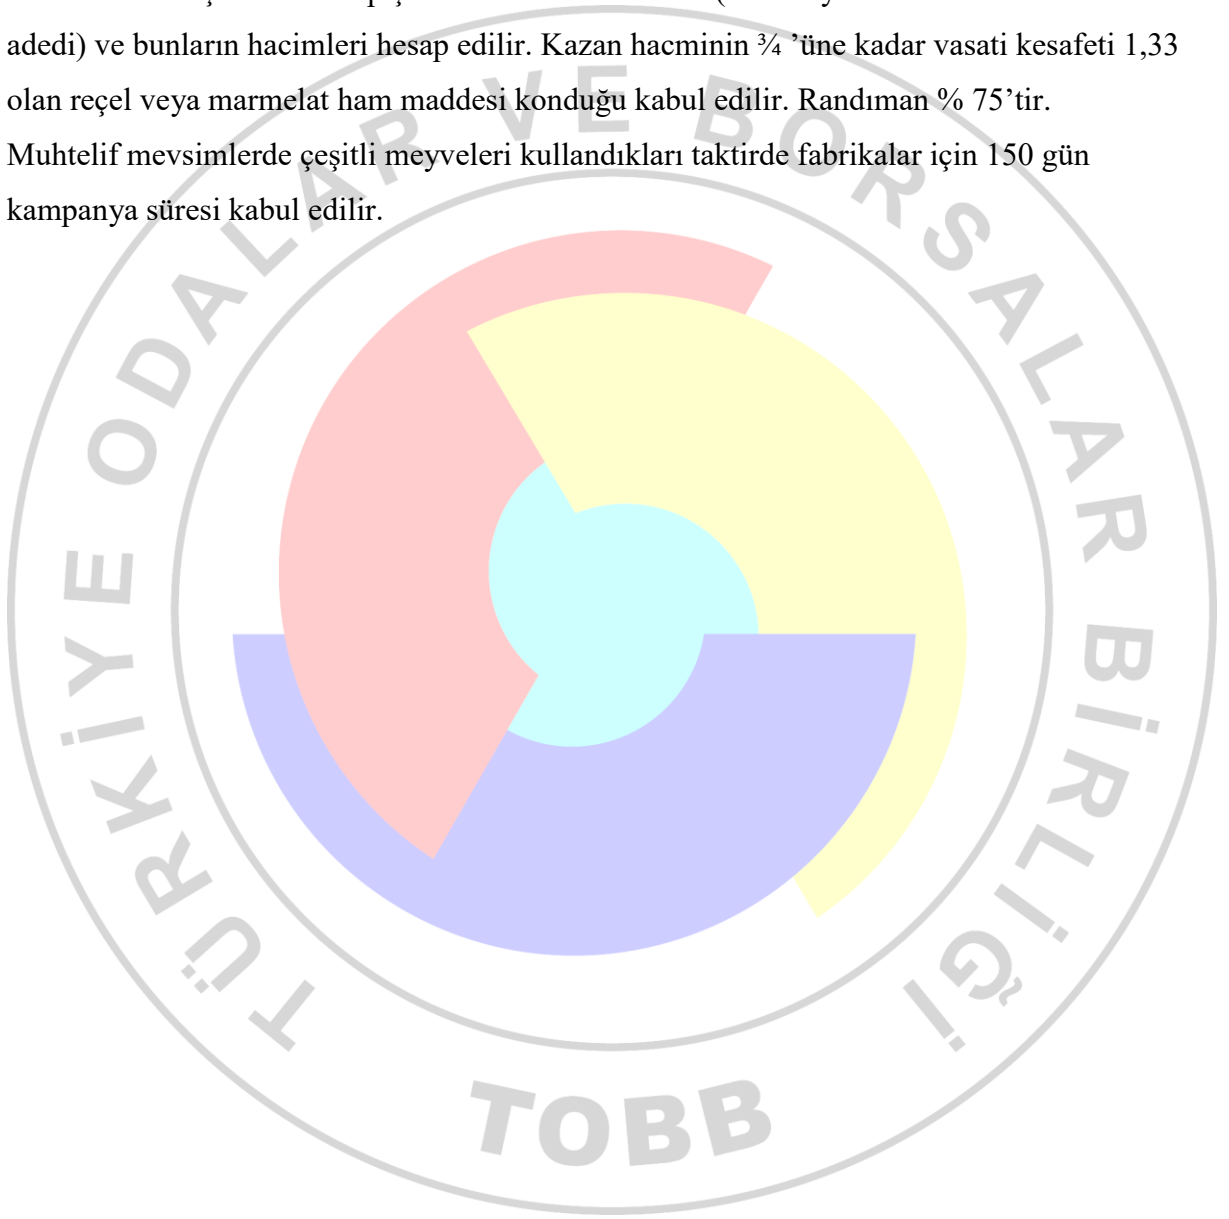 adedi) ve bunların hacimleri hesap edilir. Kazan hacminin ¾ ’üne kadar vasati kesafeti 1,33
olan reçel veya marmelat ham maddesi konduğu kabul edilir. Randıman % 75’tir.
Muhtelif mevsimlerde çeşitli meyveleri kullandıkları taktirde fabrikalar için 150 gün
kampanya süresi kabul edilir.
TÜRKİYE ODALAR VE BORSALAR BİRLİĞİ
TOBB